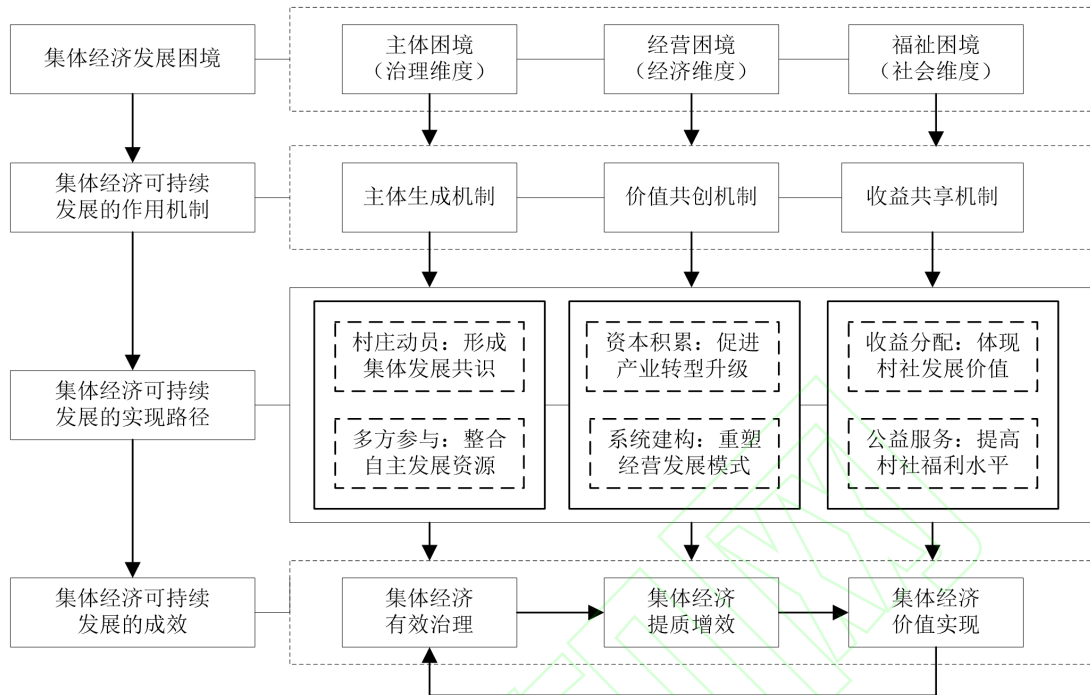 集体经济发展困境
主体困境
（治理维度）
经营困境
（经济维度）
福祉困境
（社会维度）
集体经济可持续
发展的作用机制
主体生成机制
价值共创机制
收益共享机制
集体经济可持续
发展的实现路径
村庄动员：形成
集体发展共识
多方参与：整合
自主发展资源
资本积累：促进
产业转型升级
系统建构：重塑
经营发展模式
收益分配：体现
村社发展价值
公益服务：提高
村社福利水平
集体经济可持续
发展的成效
集体经济
有效治理
集体经济
提质增效
集体经济
价值实现